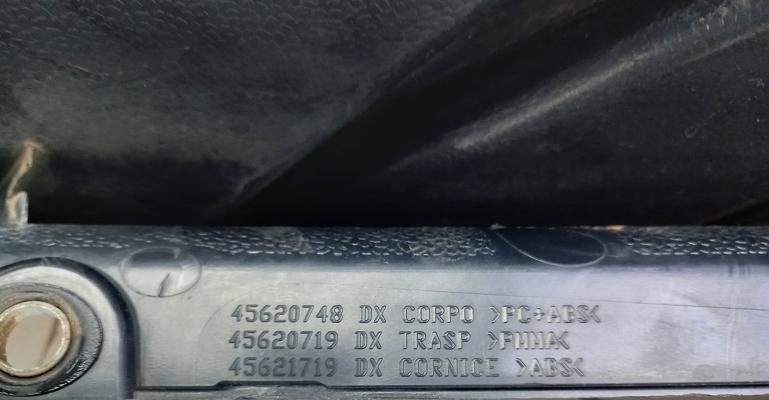 45620748 DX CORPO >PC+ABS<
45620719 DX TRASP >PMMA<
45621719 DX CORNICE >ABS<